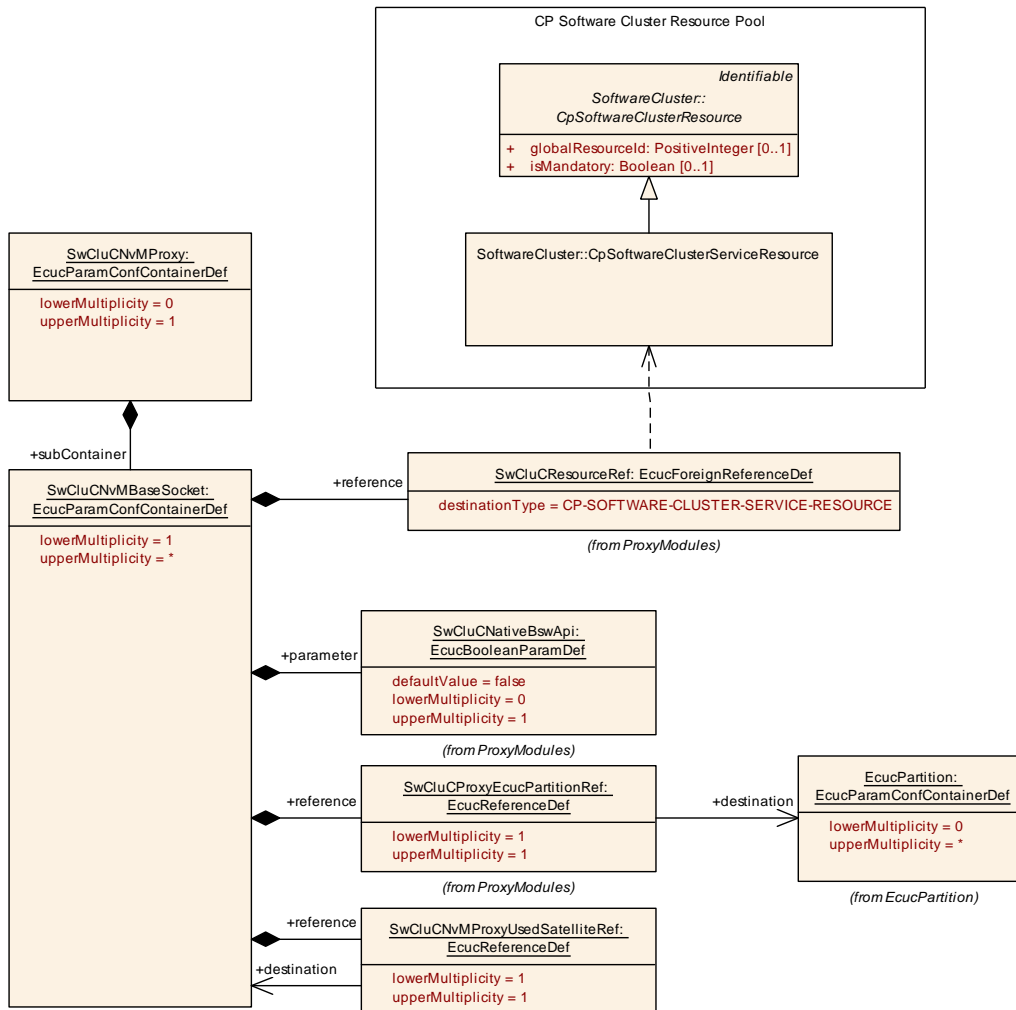 CP Software Cluster Resource Pool
Identifiable
SoftwareCluster::
CpSoftwareClusterResource
+ globalResourceId: PositiveInteger [0..1]
+ isMandatory: Boolean [0..1]
SoftwareCluster::CpSoftwareClusterServiceResource
SwCluCNvMProxy:
EcucParamConfContainerDef
lowerMultiplicity = 0
upperMultiplicity = 1
+subContainer
SwCluCNvMBaseSocket:
EcucParamConfContainerDef
lowerMultiplicity = 1
upperMultiplicity = *
+reference
SwCluCResourceRef: EcucForeignReferenceDef
destinationType = CP-SOFTWARE-CLUSTER-SERVICE-RESOURCE
(from ProxyModules)
+parameter
SwCluCNativeBswApi:
EcucBooleanParamDef
defaultValue = false
lowerMultiplicity = 0
upperMultiplicity = 1
(from ProxyModules)
+reference
SwCluCProxyEcucPartitionRef:
EcucReferenceDef
lowerMultiplicity = 1
upperMultiplicity = 1
(from ProxyModules)
+destination
EcucPartition:
EcucParamConfContainerDef
lowerMultiplicity = 0
upperMultiplicity = *
(from EcucPartition)
+reference
SwCluCNvMProxyUsedSatelliteRef:
EcucReferenceDef
+destination
lowerMultiplicity = 1
upperMultiplicity = 1